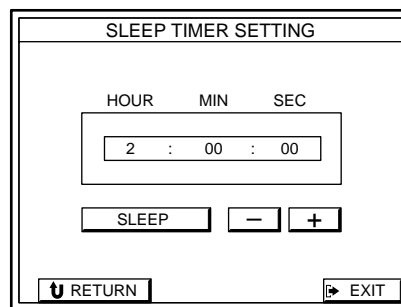 SLEEP TIMER SETTING
HOUR MIN SEC
2 : 00 : 00
SLEEP − +
RETURN EXIT